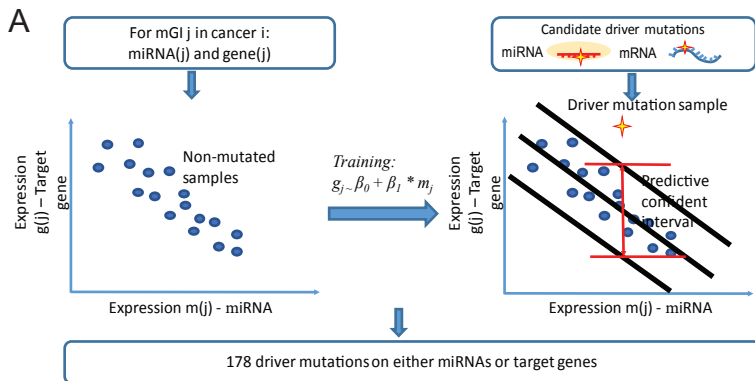 A
For mGI j in cancer i:
miRNA(j) and gene(j)
Candidate driver mutations
miRNA
mRNA
Driver mutation sample
Expression
g(j) – Target
gene
Non-mutated
samples
Training:
gj~ β0 + β1 * mj
Expression
g(j) – Target
gene
Predictive
confident
interval
Expression m(j) - miRNA
Expression m(j) - miRNA
178 driver mutations on either miRNAs or target genes